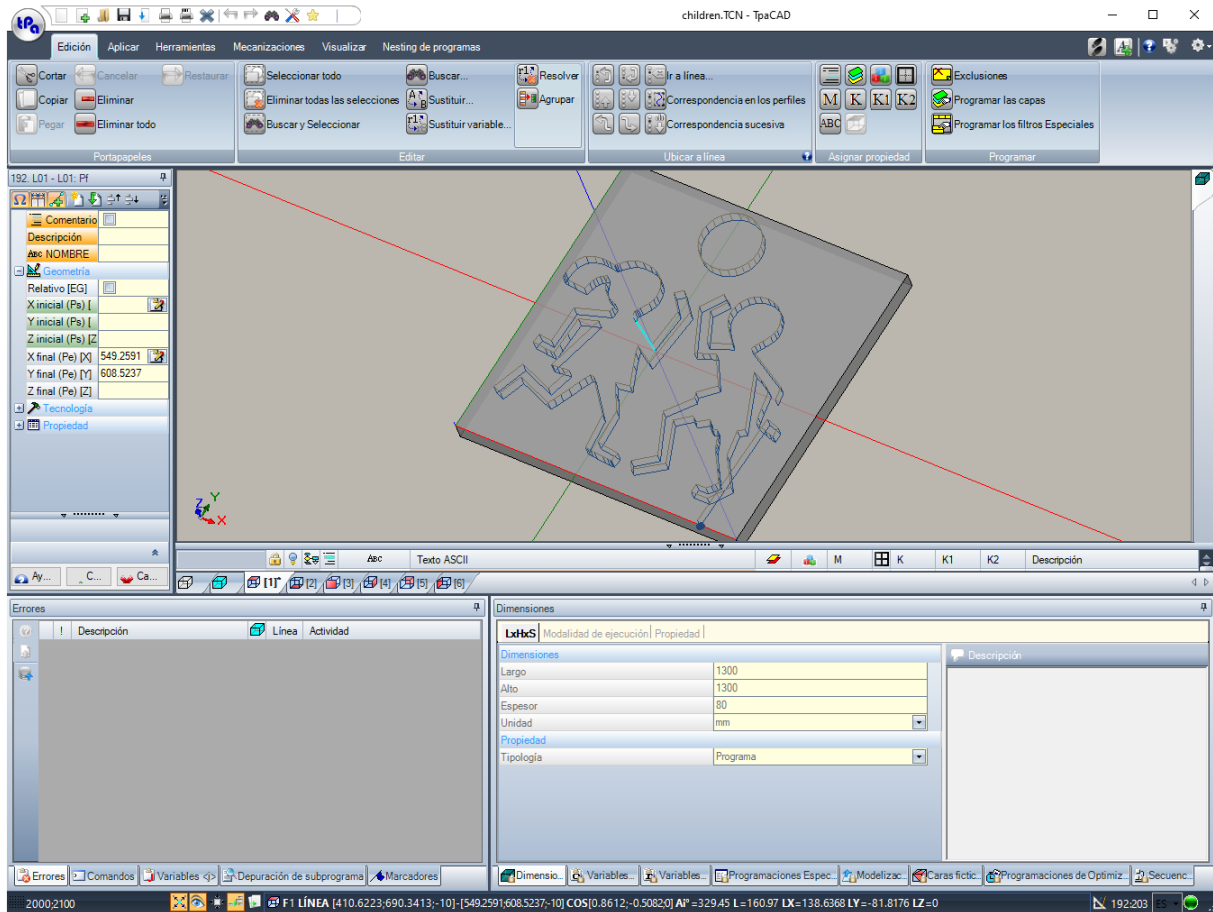 tPa
children.TCN - TpaCAD
Edición Aplicar Herramientas Mecanizaciones Visualizar Nesting de programas
Cortar Cancelar Restaurar Seleccionar todo Buscar... Resolver Ir a línea... Exclusiones
Copiar Eliminar Eliminar todas las selecciones Sustituir... Agrupar Correspondencia en los perfiles M K K1 K2 Programar las capas
Pegar Eliminar todo Buscar y Seleccionar Sustituir variable... Correspondencia sucesiva ABC Programar los filtros Especiales
Portapapeles Editar Ubicar a línea Asignar propiedad Programar
192. L01 - L01: Pf
Comentario
Descripción
ABC NOMBRE
Geometría
Relativo [EG]
X inicial (Ps) [
Y inicial (Ps) [
Z inicial (Ps) [Z
X final (Pe) [X] 549.2591
Y final (Pe) [Y] 608.5237
Z final (Pe) [Z]
Tecnología
Propiedad
Z Y X
ABC Texto ASCII M K K1 K2 Descripción
Ay... C... Ca...
[1]* [2] [3] [4] [5] [6]
Errores
! Descripción Línea Actividad
Dimensiones
LxHxS Modalidad de ejecución Propiedad
Dimensiones
Largo 1300
Alto 1300
Espesor 80
Unidad mm
Propiedad
Tipología Programa
Descripción
Errores Comandos Variables <j> Depuración de subprograma Marcadores
Dimensio... Variables... Variables... Programaciones Espec... Modelizac... Caras fictic... Programaciones de Optimiz... Secuenc...
2000;2100 F1 LÍNEA [410.6223;690.3413;-10]-[549.2591;608.5237;-10] COS[0.8612;-0.5082;0] Ai°=329.45 L=160.97 LX=138.6368 LY=-81.8176 LZ=0 192:203 ES